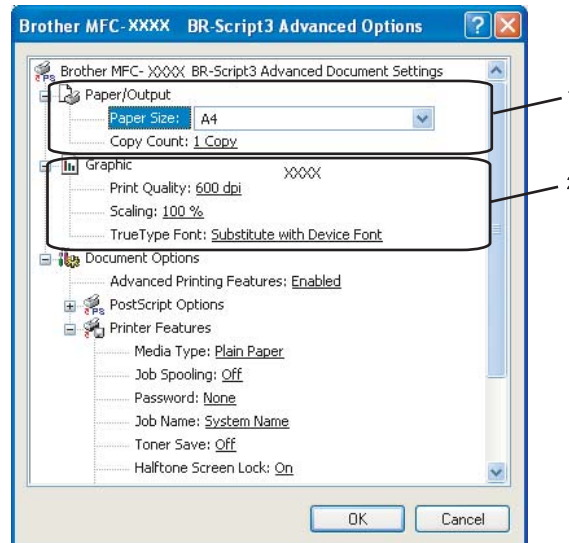 Brother MFC-XXXX BR-Script3 Advanced Options
Brother MFC- XXXX BR-Script3 Advanced Document Settings
Paper/Output
Paper Size: A4
Copy Count: 1 Copy
1
Graphic
XXXX
Print Quality: 600 dpi
2
Scaling: 100 %
TrueType Font: Substitute with Device Font
Document Options
Advanced Printing Features: Enabled
PostScript Options
Printer Features
Media Type: Plain Paper
Job Spooling: Off
Password: None
Job Name: System Name
Toner Save: Off
Halftone Screen Lock: On
OK Cancel